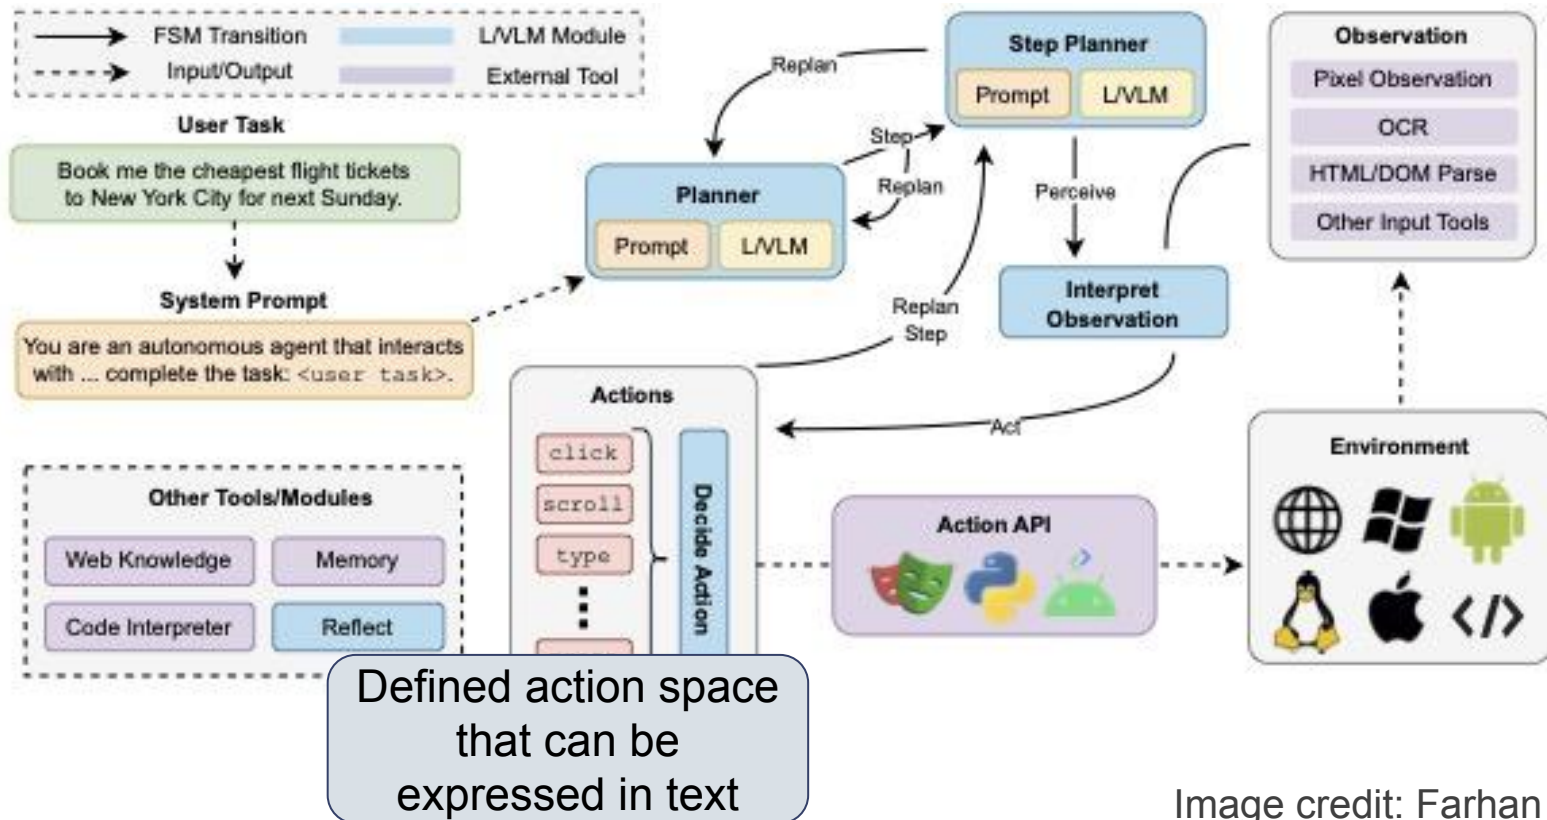 FSM Transition
L/VLM Module
Input/Output
External Tool
User Task
Book me the cheapest flight tickets
to New York City for next Sunday.
System Prompt
You are an autonomous agent that interacts
with ... complete the task: <user task>.
Other Tools/Modules
Web Knowledge
Memory
Code Interpreter
Reflect
Replan
Step
Replan
Planner
Prompt
L/VLM
Step Planner
Prompt
L/VLM
Perceive
Replan
Step
Interpret
Observation
Act
Actions
click
scroll
type
Decide Action
Action API
Observation
Pixel Observation
OCR
HTML/DOM Parse
Other Input Tools
Environment
</>
Defined action space
that can be
expressed in text
Image credit: Farhan